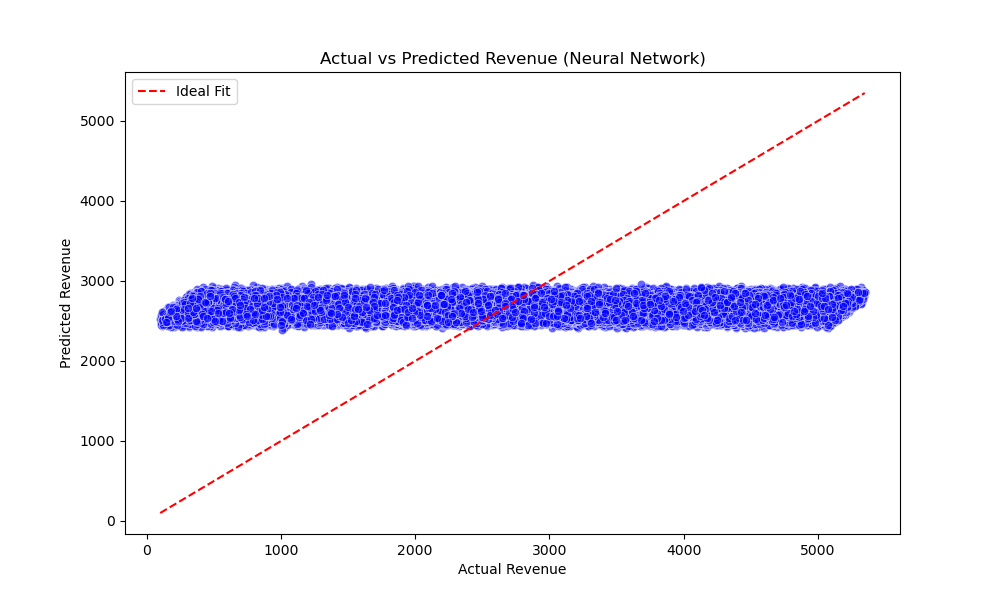 Actual vs Predicted Revenue (Neural Network)
Ideal Fit
5000
4000
3000
2000
1000
0
Predicted Revenue
0 1000 2000 3000 4000 5000
Actual Revenue